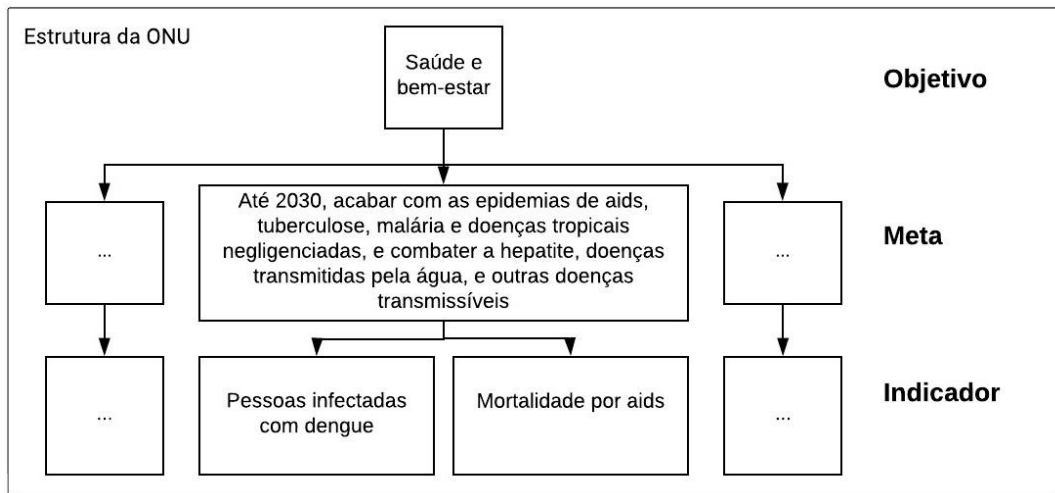 Estrutura da ONU
Saúde e
bem-estar
Objetivo
...
Até 2030, acabar com as epidemias de aids,
tuberculose, malária e doenças tropicais
negligenciadas, e combater a hepatite, doenças
transmitidas pela água, e outras doenças
transmissíveis
...
Meta
...
Pessoas infectadas
com dengue
Mortalidade por aids
...
Indicador